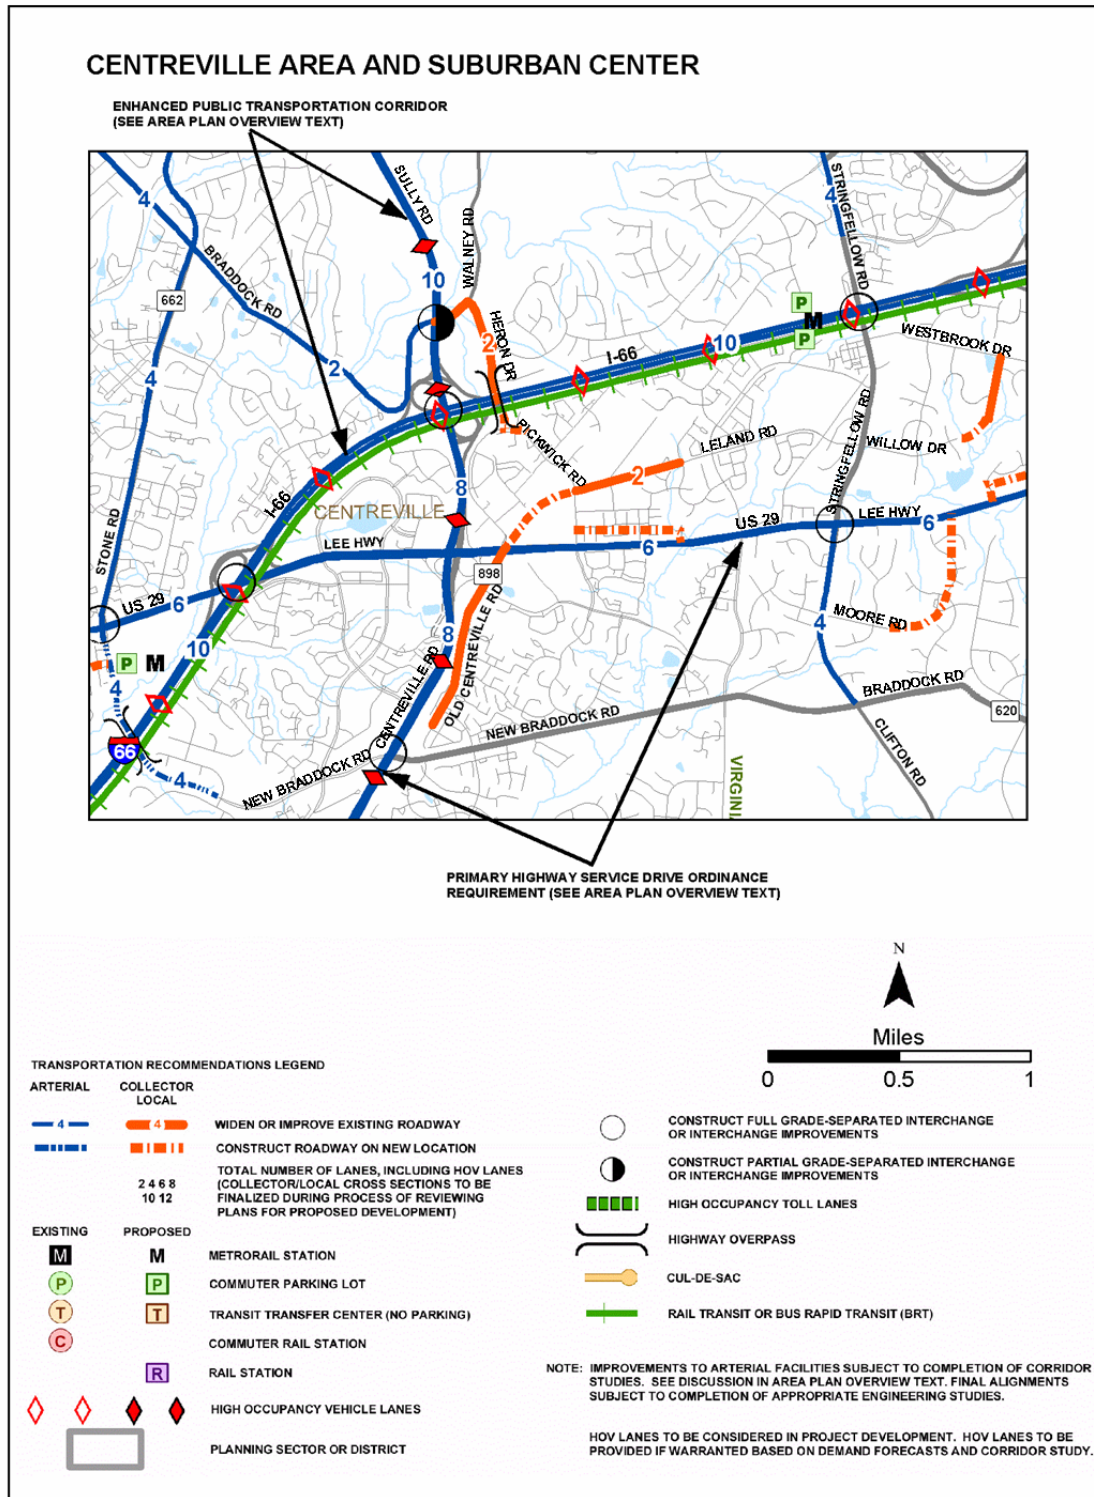 CENTREVILLE AREA AND SUBURBAN CENTER
ENHANCED PUBLIC TRANSPORTATION CORRIDOR
(SEE AREA PLAN OVERVIEW TEXT)
SULLY RD
WALNEY RD
STRINGFELLOW RD
4
4
BRADDOCK RD
662
10
HERON DR
2
P
M
P
WESTBROOK DR
I-66
10
2
4
PICKWICK RD
LELAND RD
STRINGFELLOW RD
WILLOW DR
2
8
I-66
CENTREVILLE
STONE RD
LEE HWY
US 29
LEE HWY
6
6
898
US 29
6
OLD CENTREVILLE RD
MOORE RD
4
8
10
P
M
4
CENTREVILLE RD
BRADDOCK RD
NEW BRADDOCK RD
620
CLIFTON RD
66
4
NEW BRADDOCK RD
VIRGINI
PRIMARY HIGHWAY SERVICE DRIVE ORDINANCE
REQUIREMENT (SEE AREA PLAN OVERVIEW TEXT)
N
Miles
0 0.5 1
TRANSPORTATION RECOMMENDATIONS LEGEND
ARTERIAL COLLECTOR
LOCAL
4 4 WIDEN OR IMPROVE EXISTING ROADWAY
CONSTRUCT ROADWAY ON NEW LOCATION
TOTAL NUMBER OF LANES, INCLUDING HOV LANES
2 4 6 8 (COLLECTOR/LOCAL CROSS SECTIONS TO BE
10 12 FINALIZED DURING PROCESS OF REVIEWING
PLANS FOR PROPOSED DEVELOPMENT)
EXISTING PROPOSED
M M METRORAIL STATION
P P COMMUTER PARKING LOT
T T TRANSIT TRANSFER CENTER (NO PARKING)
C COMMUTER RAIL STATION
R RAIL STATION
HIGH OCCUPANCY VEHICLE LANES
PLANNING SECTOR OR DISTRICT
CONSTRUCT FULL GRADE-SEPARATED INTERCHANGE
OR INTERCHANGE IMPROVEMENTS
CONSTRUCT PARTIAL GRADE-SEPARATED INTERCHANGE
OR INTERCHANGE IMPROVEMENTS
HIGH OCCUPANCY TOLL LANES
HIGHWAY OVERPASS
CUL-DE-SAC
RAIL TRANSIT OR BUS RAPID TRANSIT (BRT)
NOTE: IMPROVEMENTS TO ARTERIAL FACILITIES SUBJECT TO COMPLETION OF CORRIDOR
STUDIES. SEE DISCUSSION IN AREA PLAN OVERVIEW TEXT. FINAL ALIGNMENTS
SUBJECT TO COMPLETION OF APPROPRIATE ENGINEERING STUDIES.
HOV LANES TO BE CONSIDERED IN PROJECT DEVELOPMENT. HOV LANES TO BE
PROVIDED IF WARRANTED BASED ON DEMAND FORECASTS AND CORRIDOR STUDY.